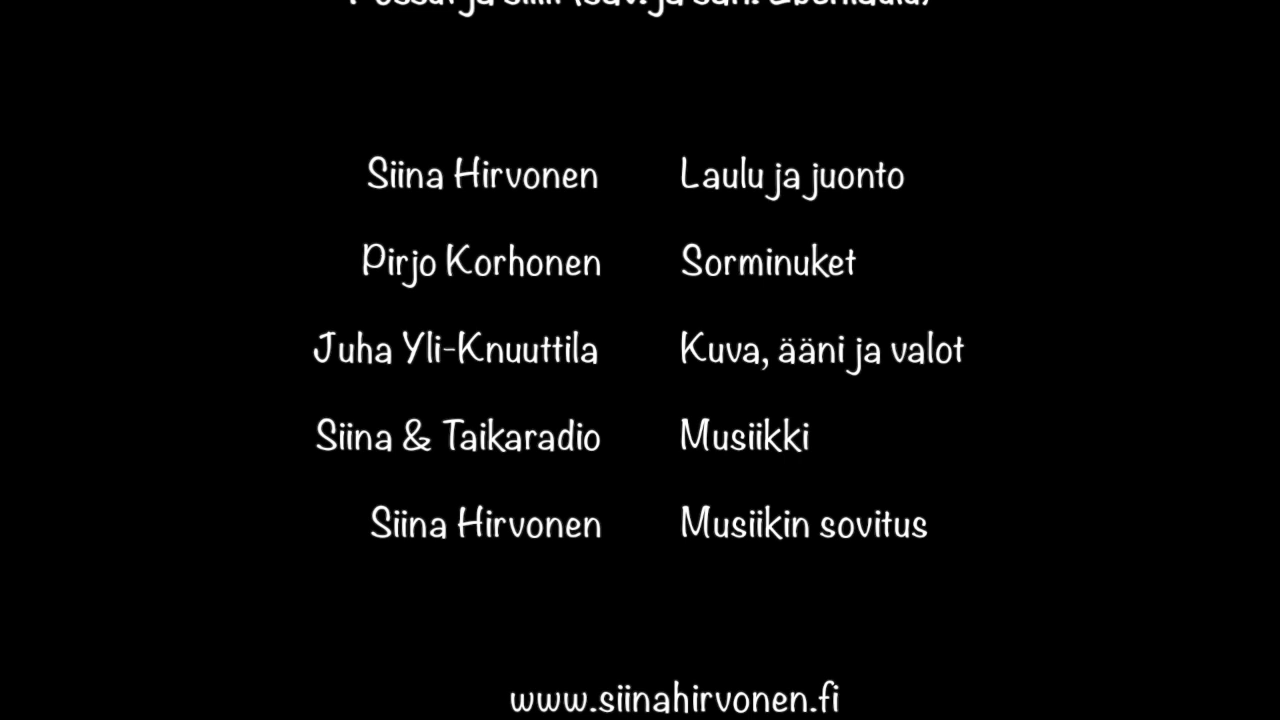 ja
Siina Hirvonen Laulu ja juonto
Pirjo Korhonen Sorminuket
Juha Yli-Knuuttila Kuva, ääni ja valot
Siina & Taikaradio Musiikki
Siina Hirvonen Musiikin sovitus
www.siinahirvonen.fi